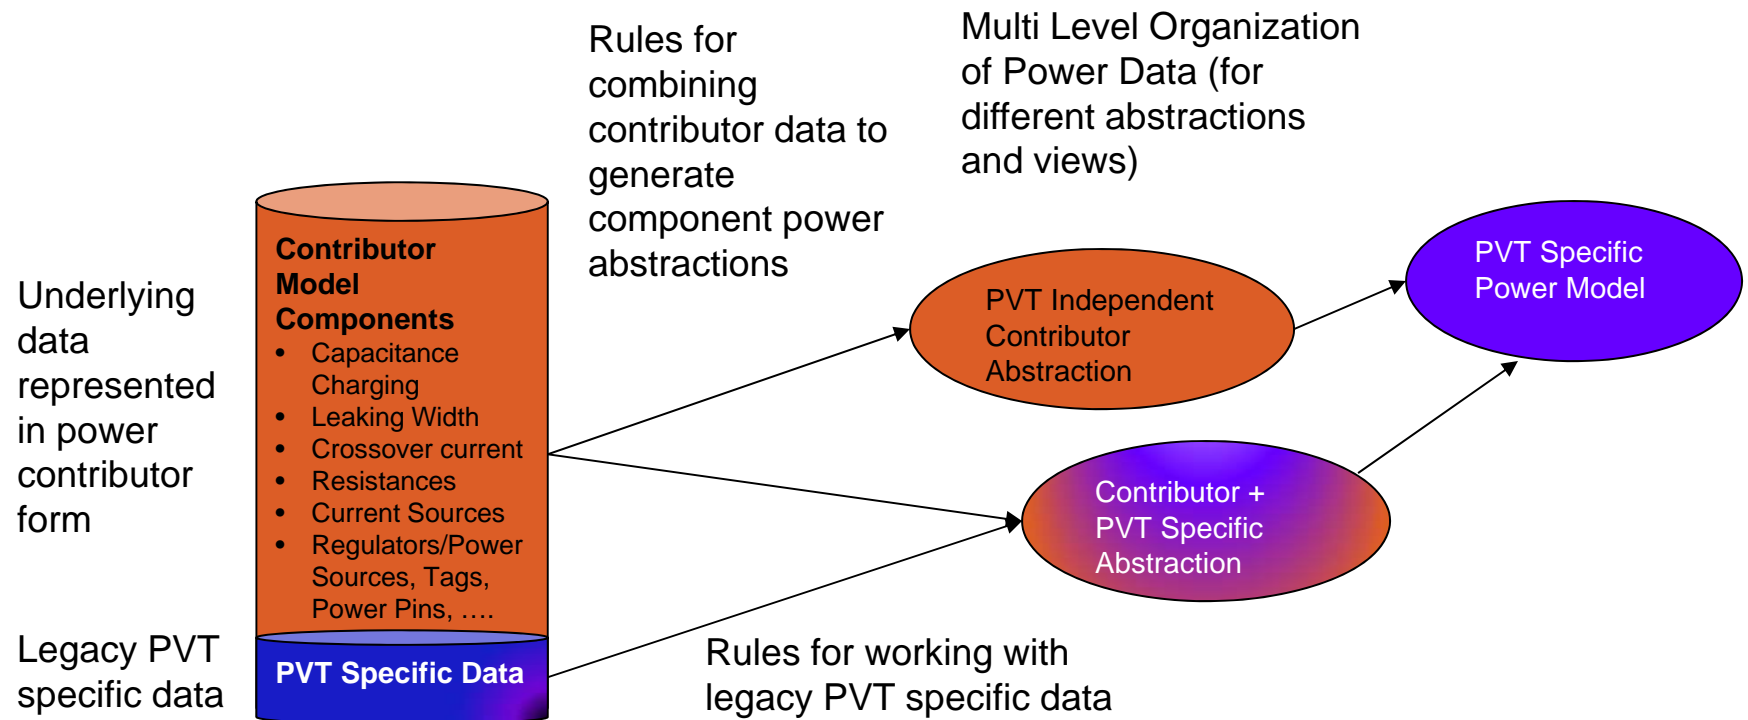 Rules for
combining
contributor data to
generate
component power
abstractions
Multi Level Organization
of Power Data (for
different abstractions
and views)
Underlying
data
represented
in power
contributor
form
Contributor
Model
Components
• Capacitance
Charging
• Leaking Width
• Crossover current
• Resistances
• Current Sources
• Regulators/Power
Sources, Tags,
Power Pins, ....
PVT Independent
Contributor
Abstraction
PVT Specific
Power Model
Contributor +
PVT Specific
Abstraction
Legacy PVT
specific data
PVT Specific Data
Rules for working with
legacy PVT specific data